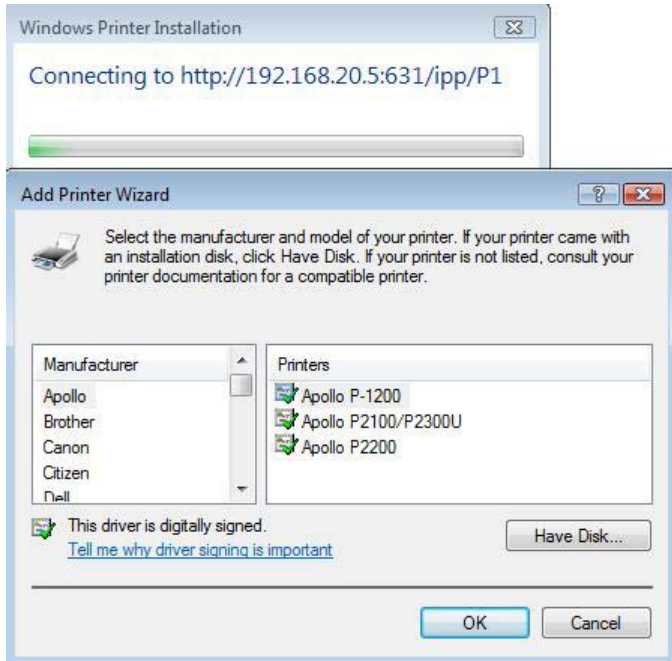 Windows Printer Installation
Connecting to http://192.168.20.5:631/ipp/P1
Add Printer Wizard
Select the manufacturer and model of your printer. If your printer came with
an installation disk, click Have Disk. If your printer is not listed, consult your
printer documentation for a compatible printer.
Manufacturer
Apollo
Brother
Canon
Citizen
Dell
Printers
Apollo P-1200
Apollo P2100/P2300U
Apollo P2200
This driver is digitally signed.
Tell me why driver signing is important
Have Disk...
OK
Cancel